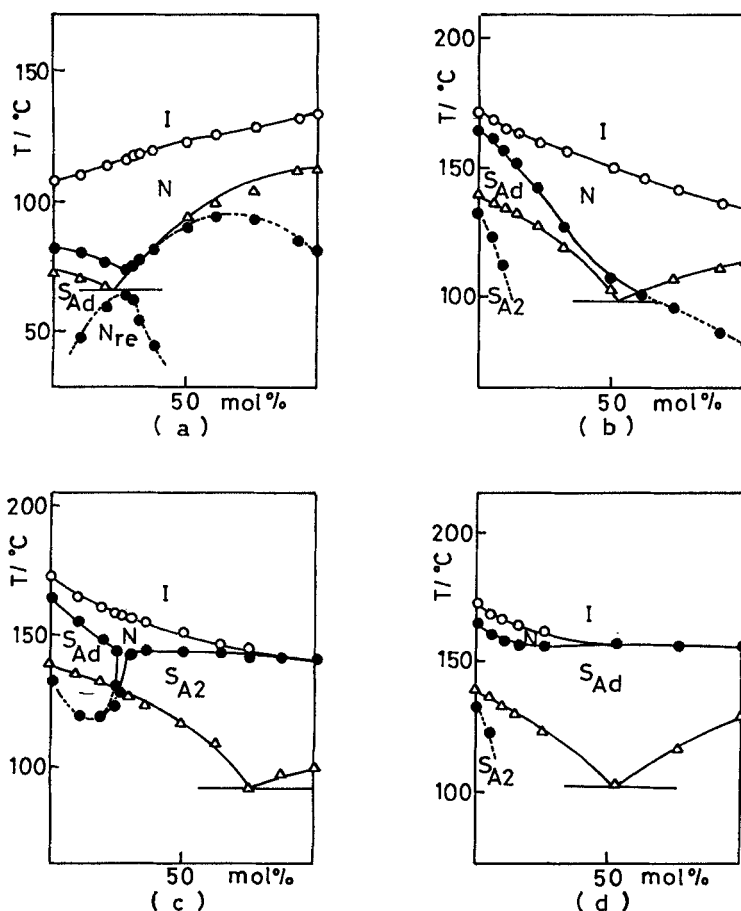 150
100
50
T/°C
I
N
S_Ad
N_re
50 mol%
(a)
200
150
100
T/°C
I
N
S_Ad
S_A2
50 mol%
(b)
200
150
100
T/°C
I
N
S_Ad
S_A2
50 mol%
(c)
200
150
100
T/°C
I
N
S_Ad
S_A2
50 mol%
(d)